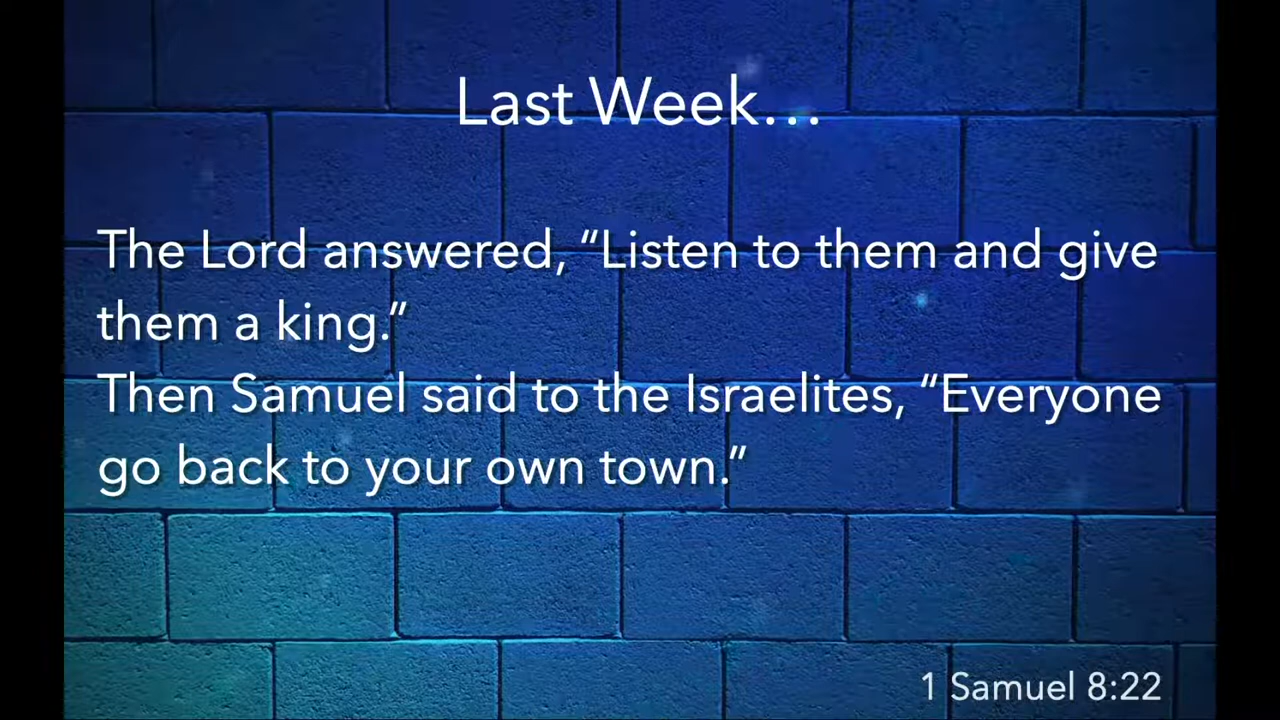 Last Week…
The Lord answered, “Listen to them and give
them a king.”
Then Samuel said to the Israelites, “Everyone
go back to your own town.”
1 Samuel 8:22